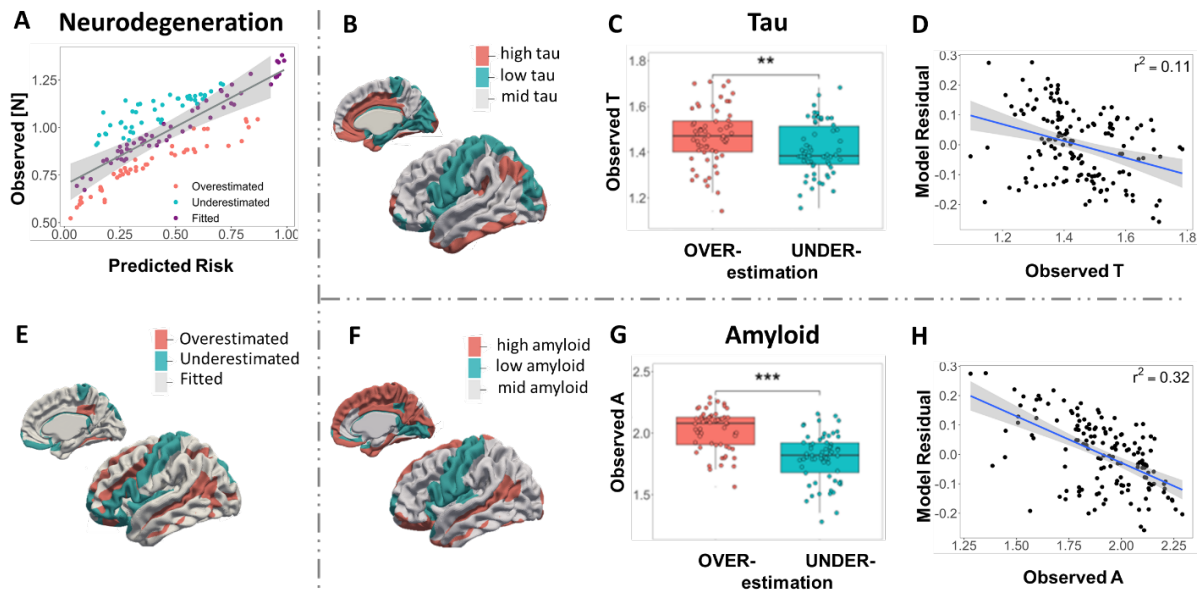 A Neurodegeneration
Observed [N]
1.25
1.00
0.75
0.50
Overestimated
Underestimated
Fitted
0.00 0.25 0.50 0.75 1.00
Predicted Risk
B
high tau
low tau
mid tau
C Tau
Observed T
1.8
1.6
1.4
1.2
**
OVER- UNDER-
estimation
D
r² = 0.11
Model Residual
0.3
0.2
0.1
0.0
-0.1
-0.2
1.2 1.4 1.6 1.8
Observed T
E
Overestimated
Underestimated
Fitted
F
high amyloid
low amyloid
mid amyloid
G Amyloid
Observed A
2.5
2.0
1.5
***
OVER- UNDER-
estimation
H
r² = 0.32
Model Residual
0.3
0.2
0.1
0.0
-0.1
-0.2
1.25 1.50 1.75 2.00 2.25
Observed A